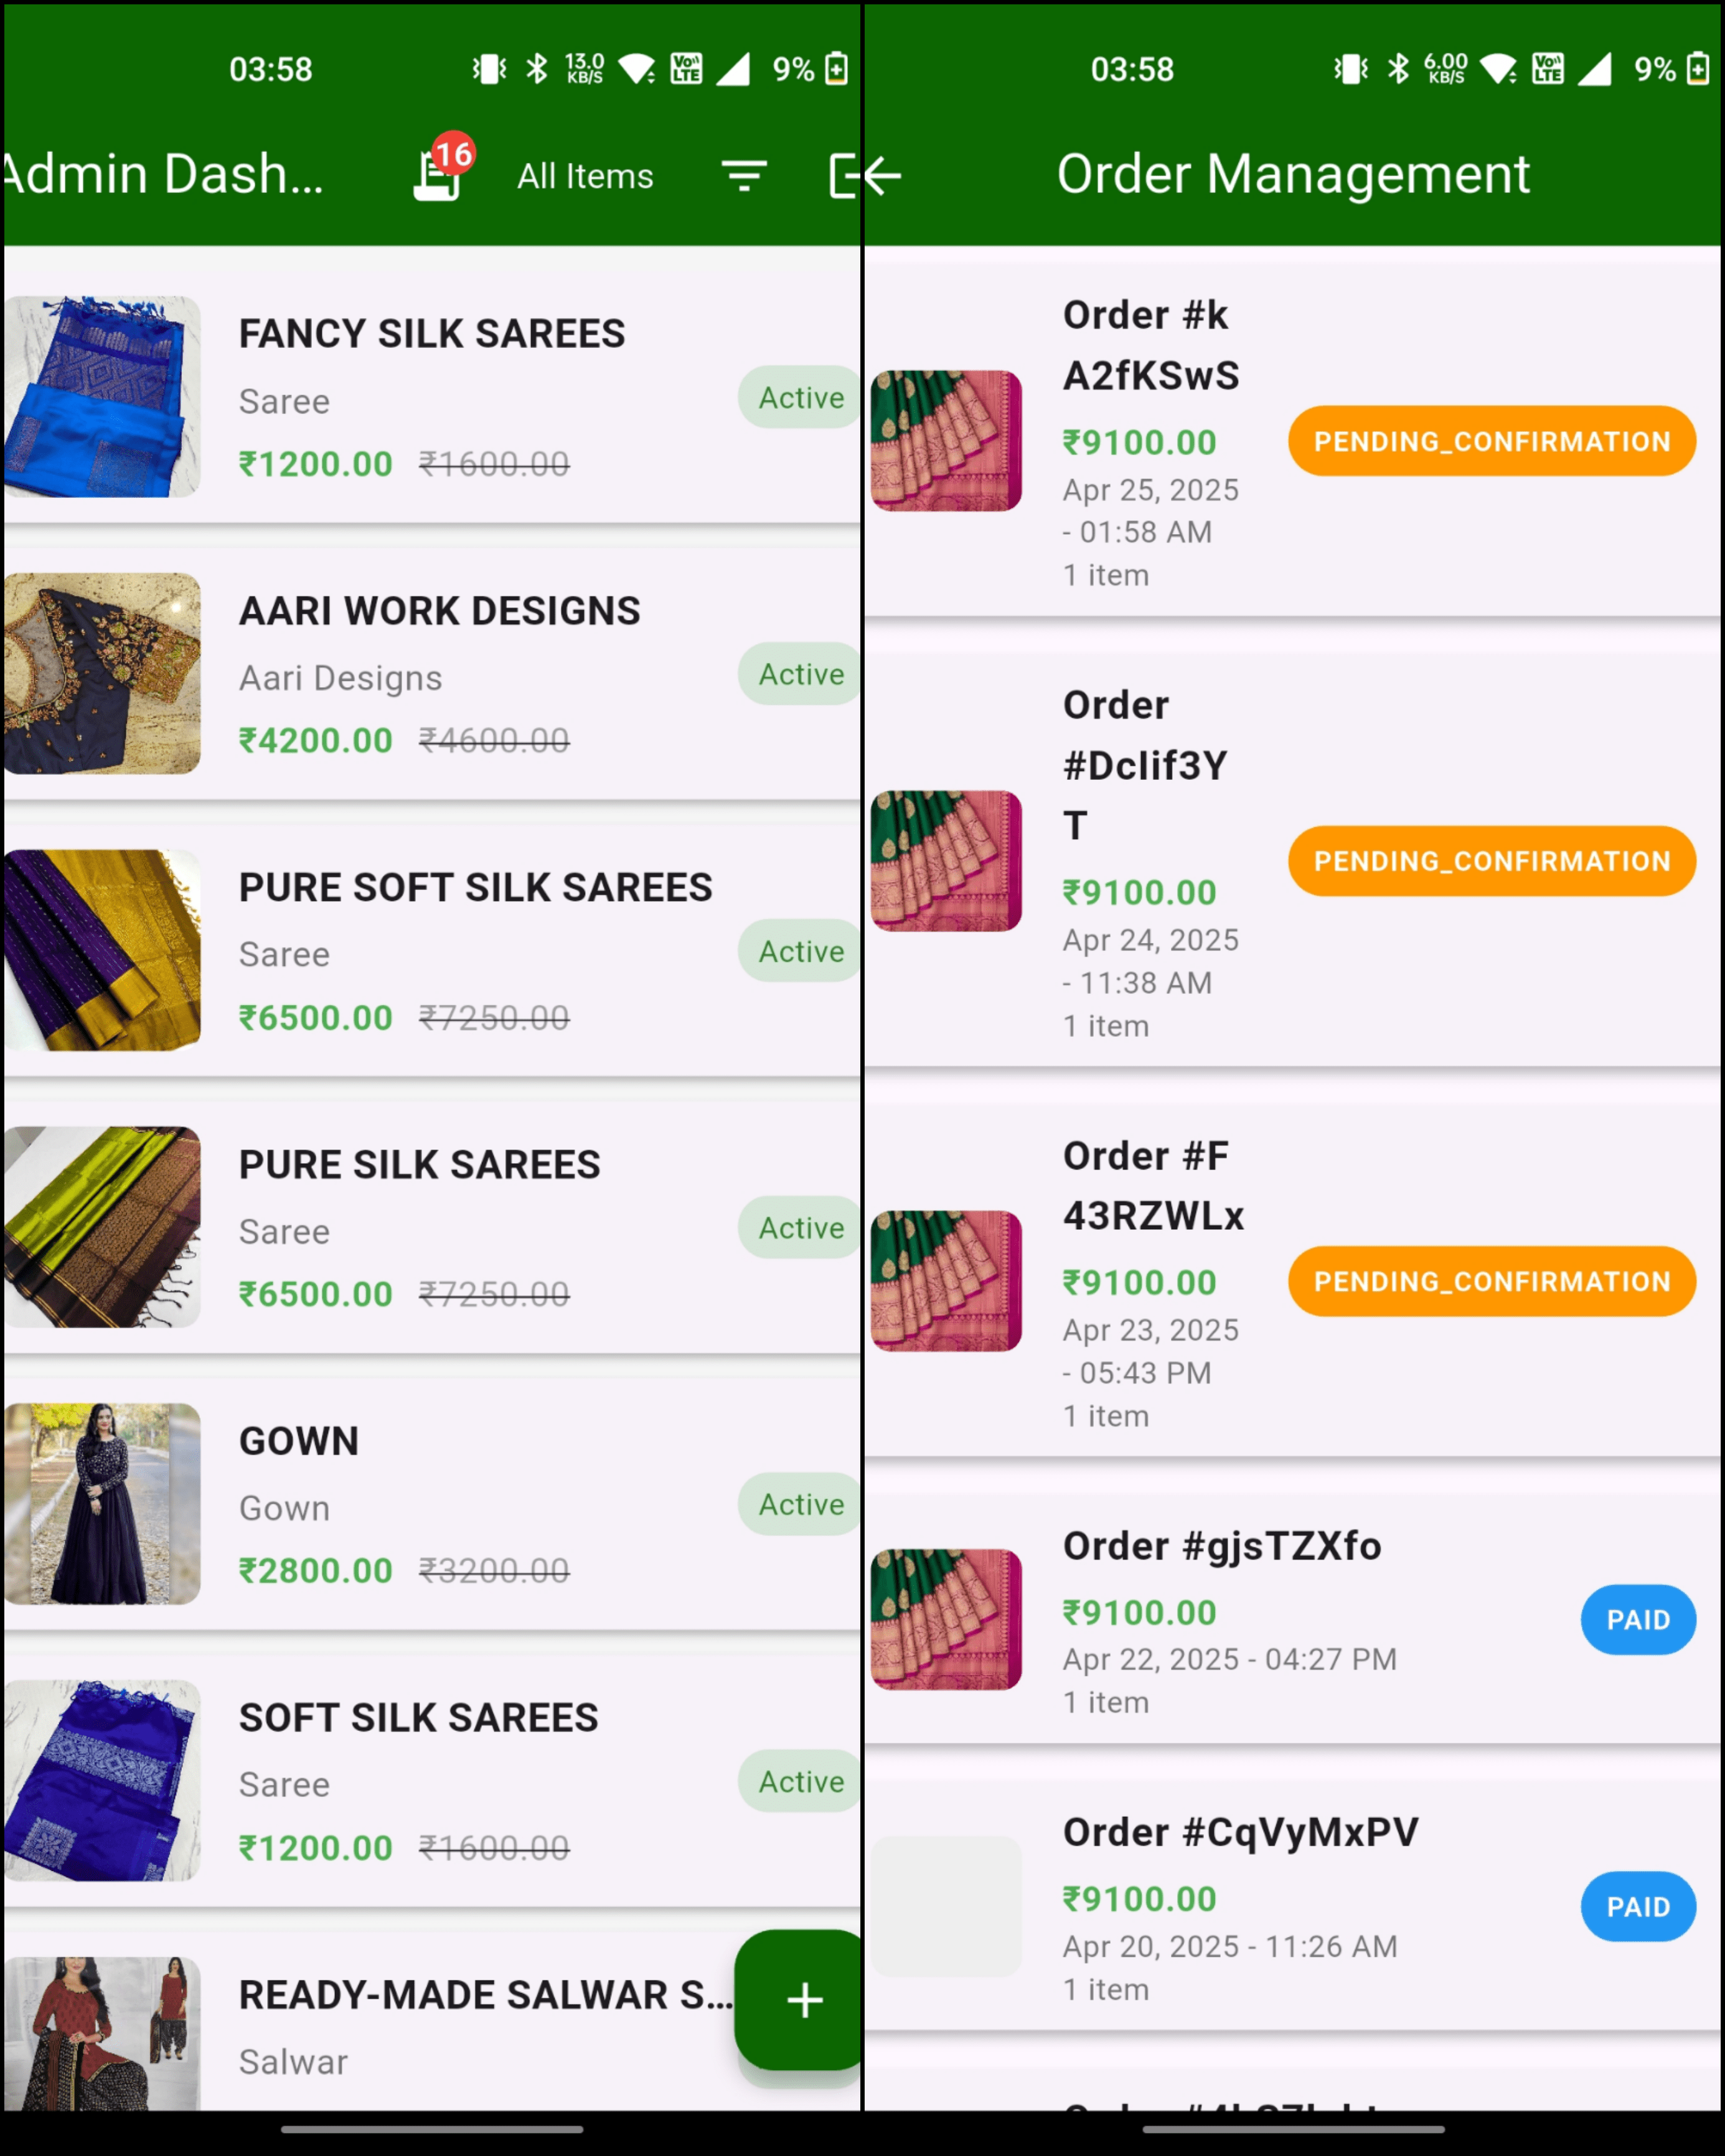 03:58
13.0
KB/S
Vo))
LTE
9%
Admin Dash...
16
All Items
FANCY SILK SAREES
Saree
Active
₹1200.00 ₹1600.00
AARI WORK DESIGNS
Aari Designs
Active
₹4200.00 ₹4600.00
PURE SOFT SILK SAREES
Saree
Active
₹6500.00 ₹7250.00
PURE SILK SAREES
Saree
Active
₹6500.00 ₹7250.00
GOWN
Gown
Active
₹2800.00 ₹3200.00
SOFT SILK SAREES
Saree
Active
₹1200.00 ₹1600.00
READY-MADE SALWAR S...
Salwar
+
03:58
6.00
KB/S
Vo))
LTE
9%
Order Management
Order #k
A2fKSwS
₹9100.00
PENDING_CONFIRMATION
Apr 25, 2025
- 01:58 AM
1 item
Order
#DcIif3Y
T
₹9100.00
PENDING_CONFIRMATION
Apr 24, 2025
- 11:38 AM
1 item
Order #F
43RZWLx
₹9100.00
PENDING_CONFIRMATION
Apr 23, 2025
- 05:43 PM
1 item
Order #gjsTZXfo
₹9100.00
PAID
Apr 22, 2025 - 04:27 PM
1 item
Order #CqVyMxPV
₹9100.00
PAID
Apr 20, 2025 - 11:26 AM
1 item